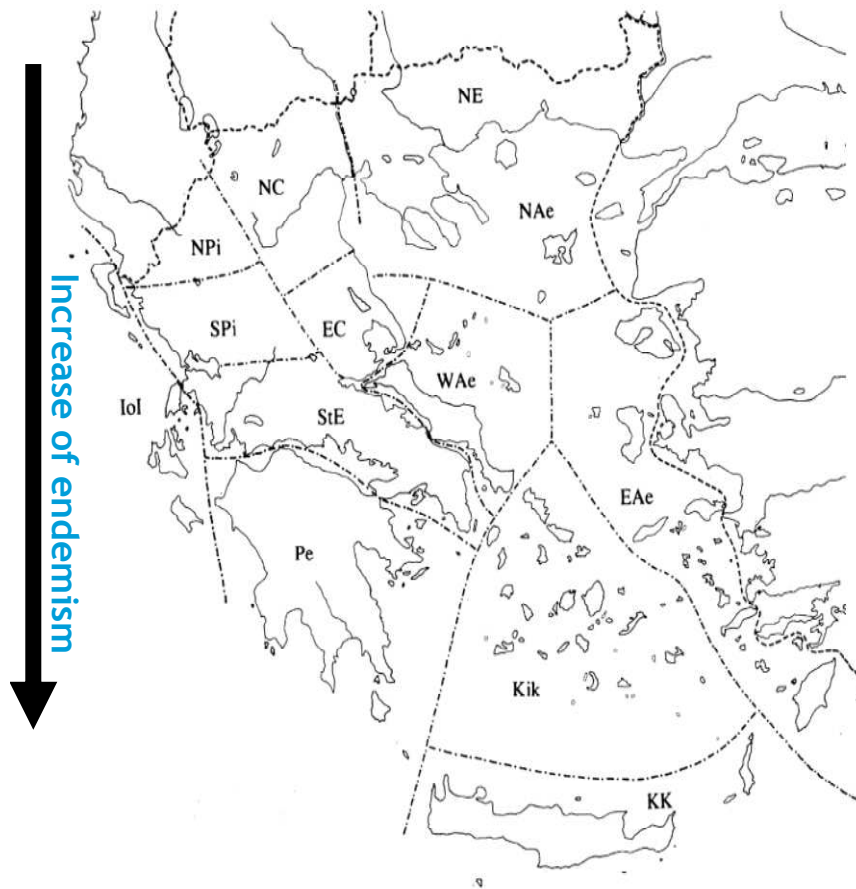 NE
NC
NAe
NPi
SPi
EC
WAe
IoI
StE
EAe
Pe
Kik
KK
Increase of endemism